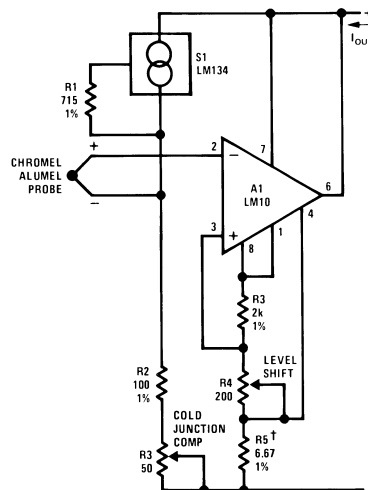 +
IOU
S1
LM134
R1
715
1%
+
CHROMEL
ALUMEL
PROBE
−
2
−
7
A1
LM10
6
4
3
+
8
1
R3
2k
1%
LEVEL
SHIFT
R4
200
R2
100
1%
COLD
JUNCTION
COMP
R3
50
R5†
6.67
1%